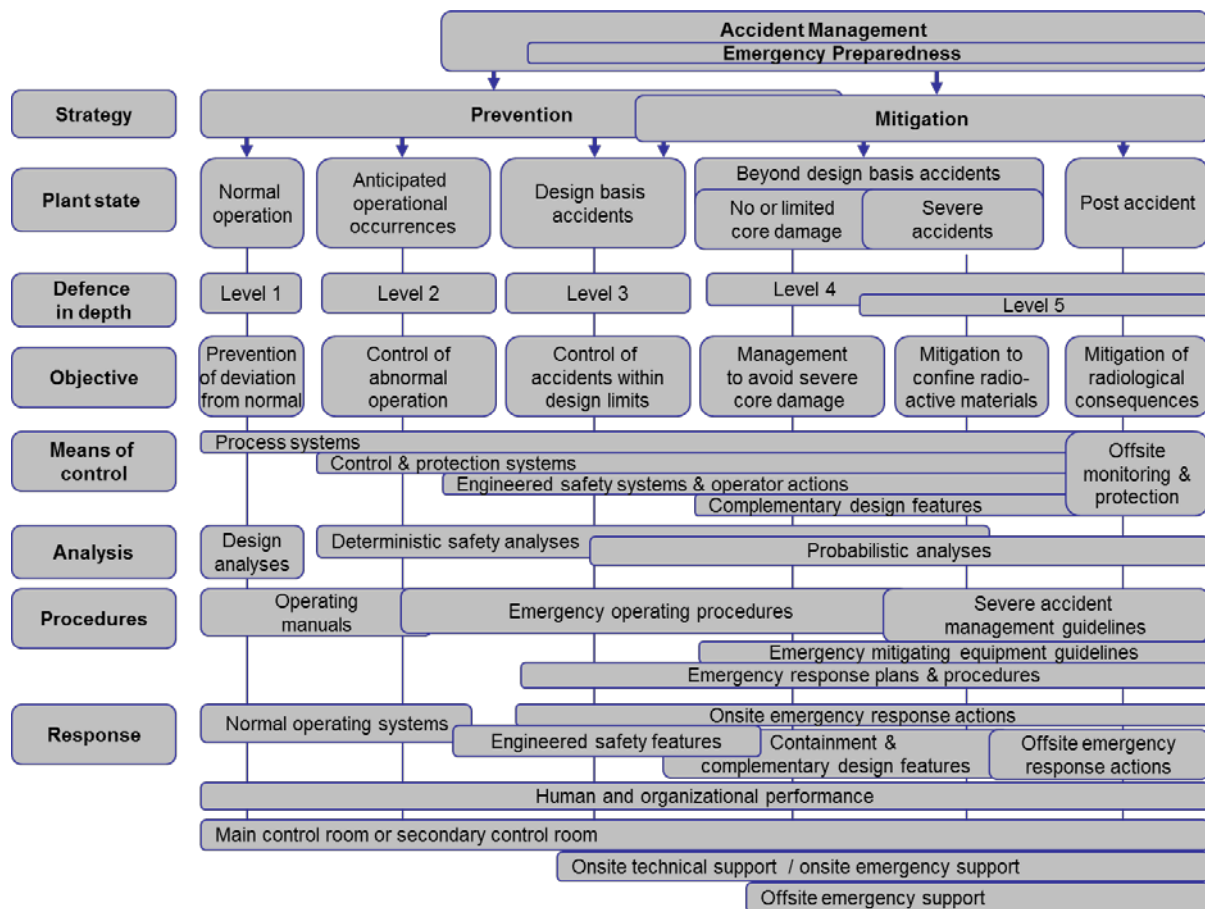 Accident Management
Emergency Preparedness
Strategy
Prevention
Mitigation
Plant state
Normal
operation
Anticipated
operational
occurrences
Design basis
accidents
Beyond design basis accidents
No or limited
core damage
Severe
accidents
Post accident
Defence
in depth
Level 1
Level 2
Level 3
Level 4
Level 5
Objective
Prevention
of deviation
from normal
Control of
abnormal
operation
Control of
accidents within
design limits
Management
to avoid severe
core damage
Mitigation to
confine radio-
active materials
Mitigation of
radiological
consequences
Means of
control
Process systems
Control & protection systems
Engineered safety systems & operator actions
Complementary design features
Offsite
monitoring &
protection
Analysis
Design
analyses
Deterministic safety analyses
Probabilistic analyses
Procedures
Operating
manuals
Emergency operating procedures
Severe accident
management guidelines
Emergency mitigating equipment guidelines
Emergency response plans & procedures
Response
Normal operating systems
Onsite emergency response actions
Engineered safety features
Containment &
complementary design features
Offsite emergency
response actions
Human and organizational performance
Main control room or secondary control room
Onsite technical support / onsite emergency support
Offsite emergency support